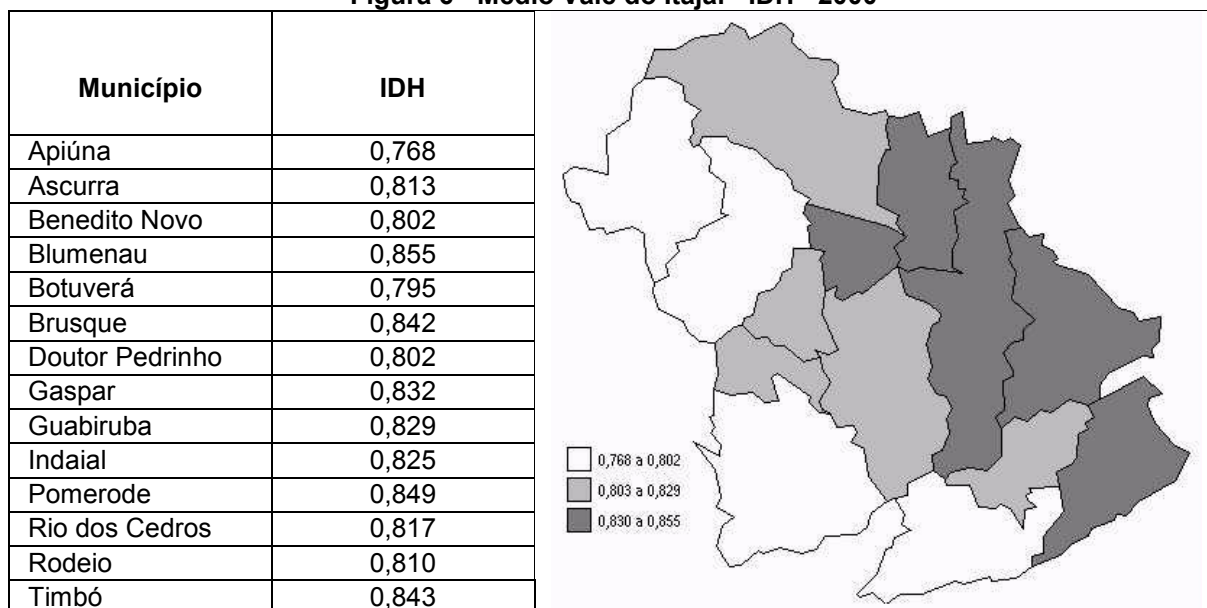 Figura 3 - Médio Vale do Itajaí - IDH - 2000
Município IDH
Apiúna 0,768
Ascurra 0,813
Benedito Novo 0,802
Blumenau 0,855
Botuverá 0,795
Brusque 0,842
Doutor Pedrinho 0,802
Gaspar 0,832
Guabiruba 0,829
Indaial 0,825
Pomerode 0,849
Rio dos Cedros 0,817
Rodeio 0,810
Timbó 0,843
0,768 a 0,802
0,803 a 0,829
0,830 a 0,855